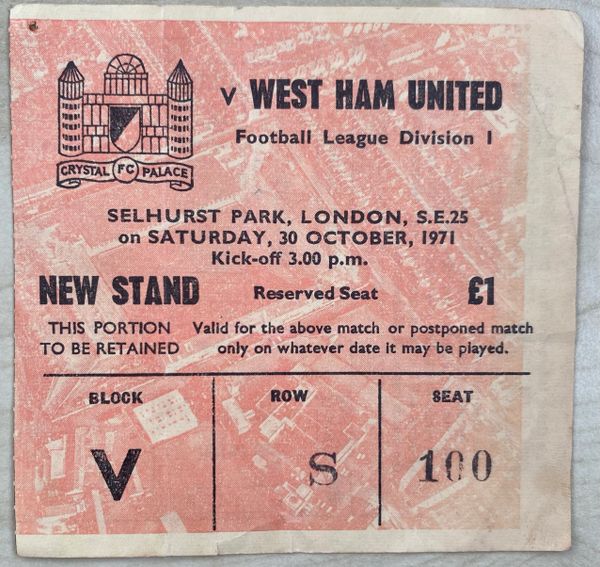 v WEST HAM UNITED
Football League Division 1
CRYSTAL FC PALACE
SELHURST PARK, LONDON, S.E.25
on SATURDAY, 30 OCTOBER, 1971
Kick-off 3.00 p.m.
NEW STAND Reserved Seat £1
THIS PORTION Valid for the above match or postponed match
TO BE RETAINED only on whatever date it may be played.
BLOCK ROW SEAT
V S 100